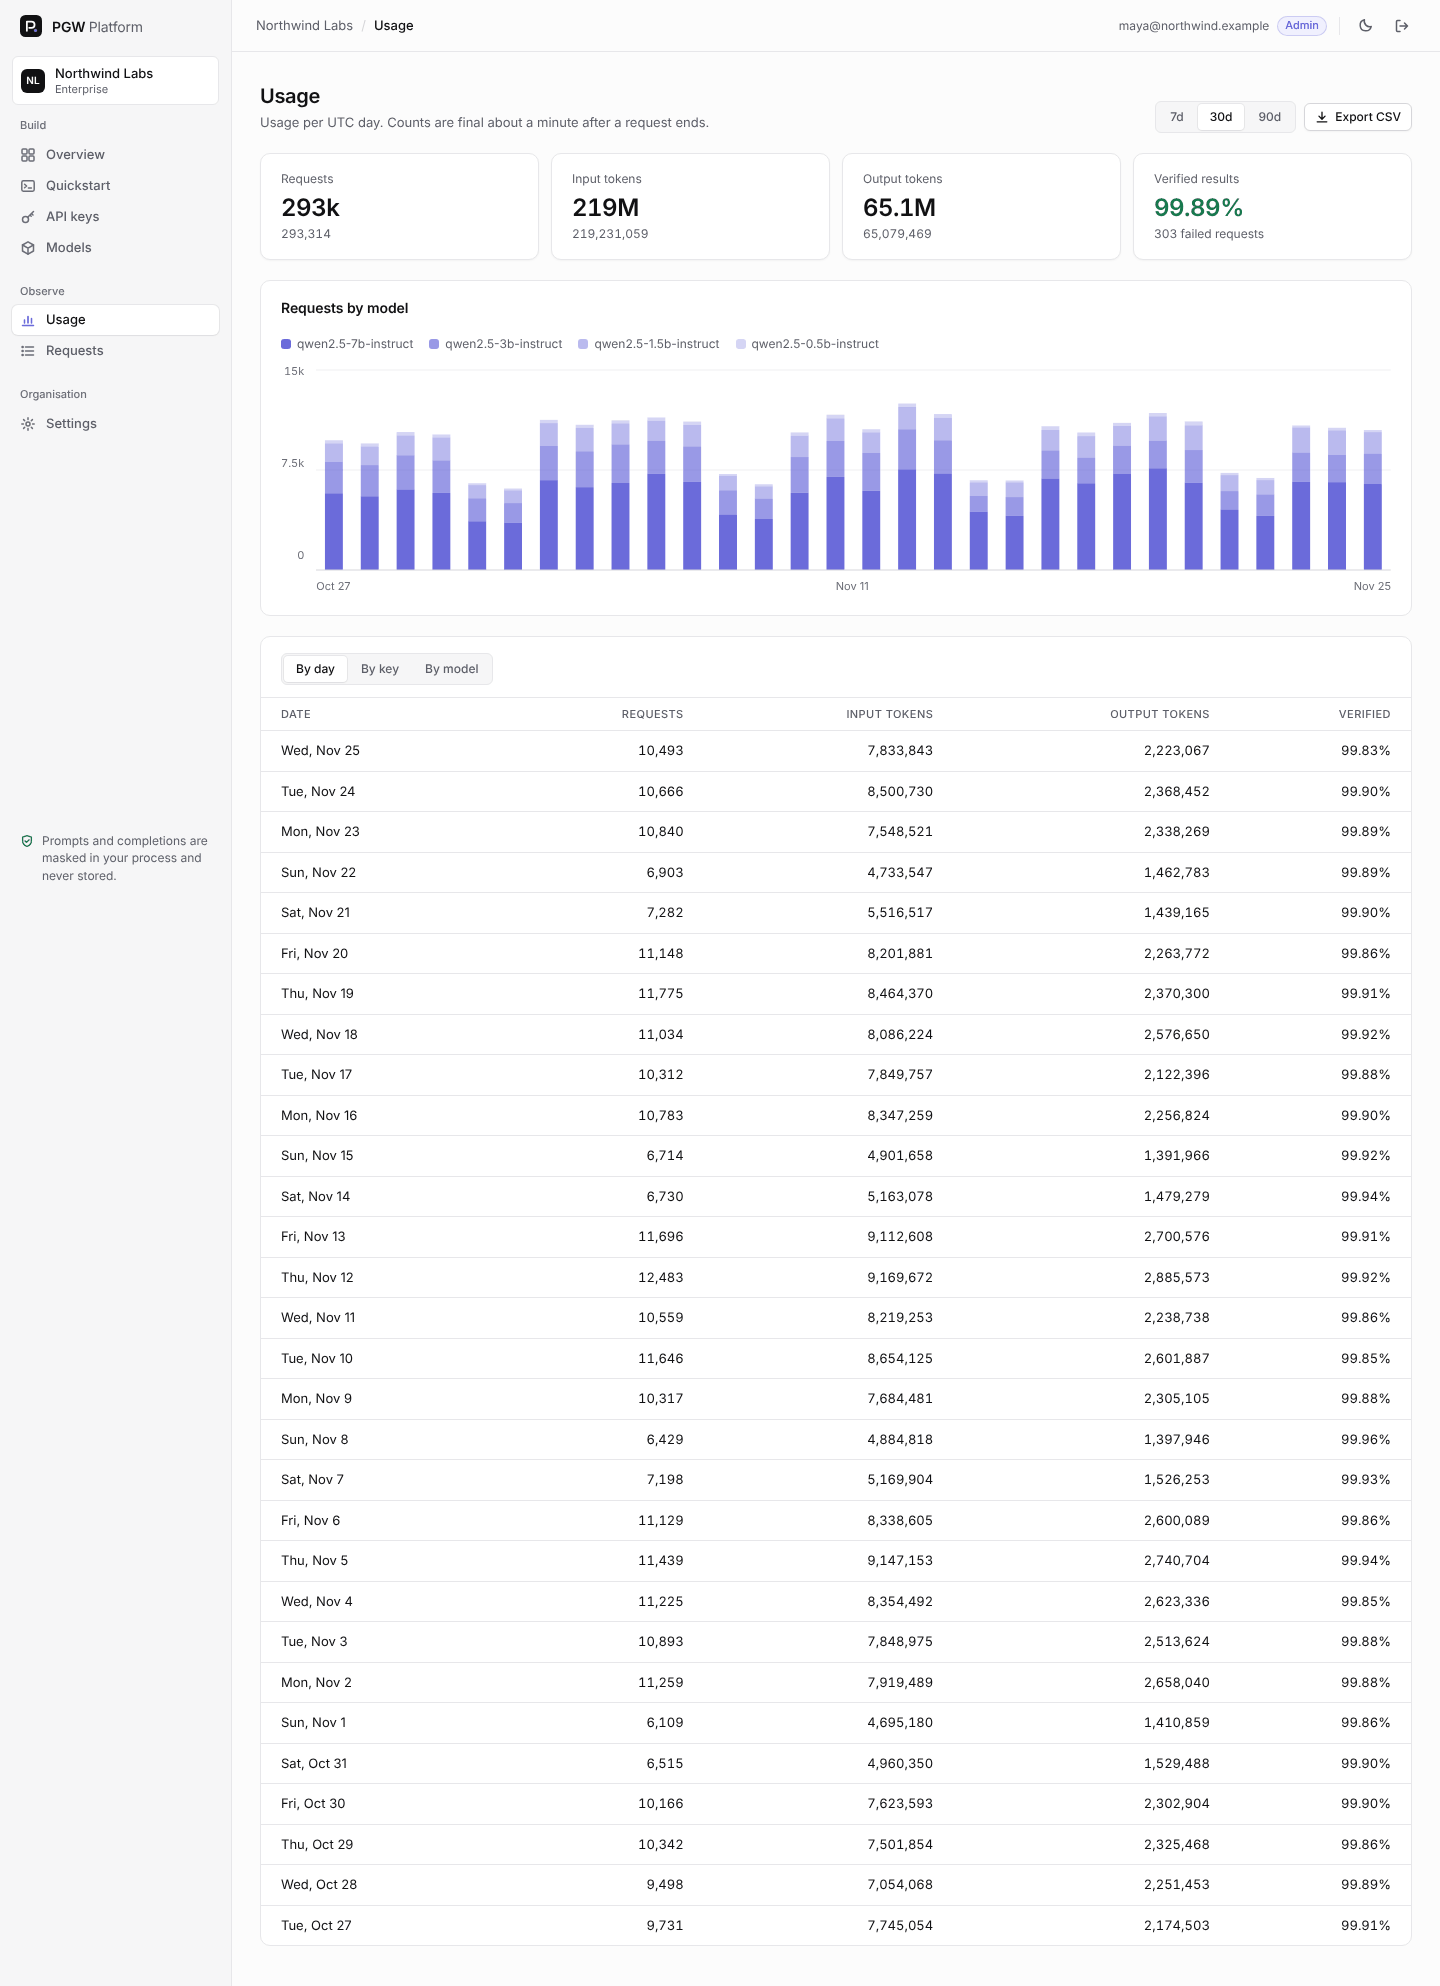 PGW Platform
NL
Northwind Labs
Enterprise
Build
Overview
Quickstart
API keys
Models
Observe
Usage
Requests
Organisation
Settings
Prompts and completions are
masked in your process and
never stored.
Northwind Labs / Usage
maya@northwind.example Admin
Usage
Usage per UTC day. Counts are final about a minute after a request ends.
7d 30d 90d Export CSV
Requests
293k
293,314
Input tokens
219M
219,231,059
Output tokens
65.1M
65,079,469
Verified results
99.89%
303 failed requests
Requests by model
qwen2.5-7b-instruct qwen2.5-3b-instruct qwen2.5-1.5b-instruct qwen2.5-0.5b-instruct
15k
7.5k
0
Oct 27 Nov 11 Nov 25
By day By key By model
DATE REQUESTS INPUT TOKENS OUTPUT TOKENS VERIFIED
Wed, Nov 25 10,493 7,833,843 2,223,067 99.83%
Tue, Nov 24 10,666 8,500,730 2,368,452 99.90%
Mon, Nov 23 10,840 7,548,521 2,338,269 99.89%
Sun, Nov 22 6,903 4,733,547 1,462,783 99.89%
Sat, Nov 21 7,282 5,516,517 1,439,165 99.90%
Fri, Nov 20 11,148 8,201,881 2,263,772 99.86%
Thu, Nov 19 11,775 8,464,370 2,370,300 99.91%
Wed, Nov 18 11,034 8,086,224 2,576,650 99.92%
Tue, Nov 17 10,312 7,849,757 2,122,396 99.88%
Mon, Nov 16 10,783 8,347,259 2,256,824 99.90%
Sun, Nov 15 6,714 4,901,658 1,391,966 99.92%
Sat, Nov 14 6,730 5,163,078 1,479,279 99.94%
Fri, Nov 13 11,696 9,112,608 2,700,576 99.91%
Thu, Nov 12 12,483 9,169,672 2,885,573 99.92%
Wed, Nov 11 10,559 8,219,253 2,238,738 99.86%
Tue, Nov 10 11,646 8,654,125 2,601,887 99.85%
Mon, Nov 9 10,317 7,684,481 2,305,105 99.88%
Sun, Nov 8 6,429 4,884,818 1,397,946 99.96%
Sat, Nov 7 7,198 5,169,904 1,526,253 99.93%
Fri, Nov 6 11,129 8,338,605 2,600,089 99.86%
Thu, Nov 5 11,439 9,147,153 2,740,704 99.94%
Wed, Nov 4 11,225 8,354,492 2,623,336 99.85%
Tue, Nov 3 10,893 7,848,975 2,513,624 99.88%
Mon, Nov 2 11,259 7,919,489 2,658,040 99.88%
Sun, Nov 1 6,109 4,695,180 1,410,859 99.86%
Sat, Oct 31 6,515 4,960,350 1,529,488 99.90%
Fri, Oct 30 10,166 7,623,593 2,302,904 99.90%
Thu, Oct 29 10,342 7,501,854 2,325,468 99.86%
Wed, Oct 28 9,498 7,054,068 2,251,453 99.89%
Tue, Oct 27 9,731 7,745,054 2,174,503 99.91%